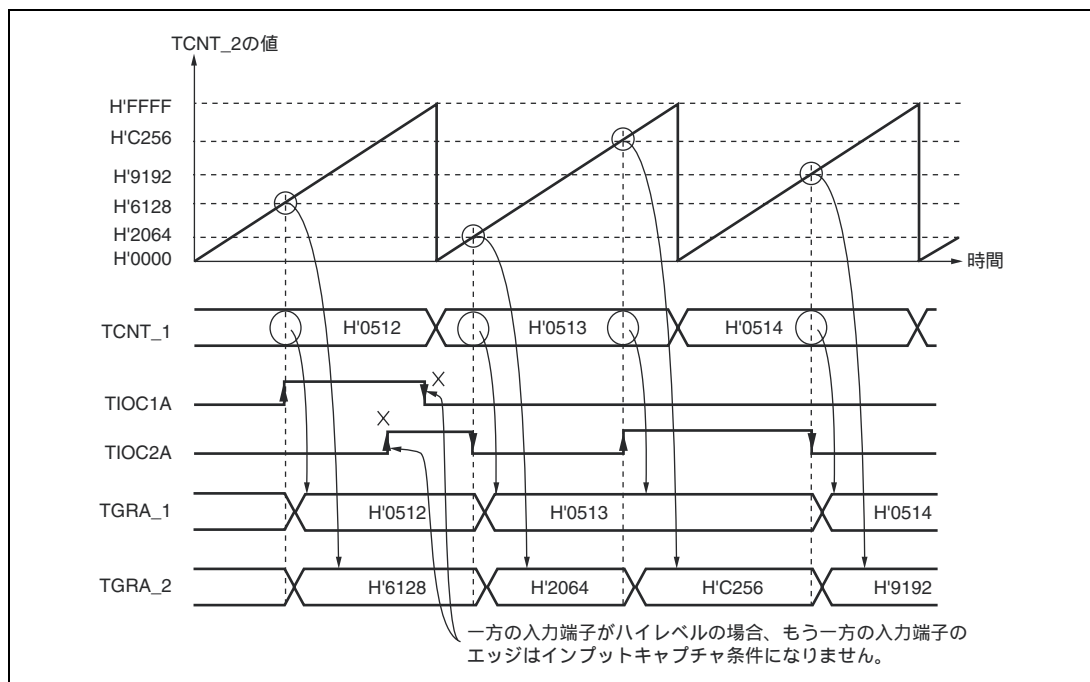 TCNT_2の値
H'FFFF
H'C256
H'9192
H'6128
H'2064
H'0000
時間
TCNT_1 H'0512 H'0513 H'0514
TIOC1A
TIOC2A
TGRA_1 H'0512 H'0513 H'0514
TGRA_2 H'6128 H'2064 H'C256 H'9192
一方の入力端子がハイレベルの場合、もう一方の入力端子の
エッジはインプットキャプチャ条件になりません。